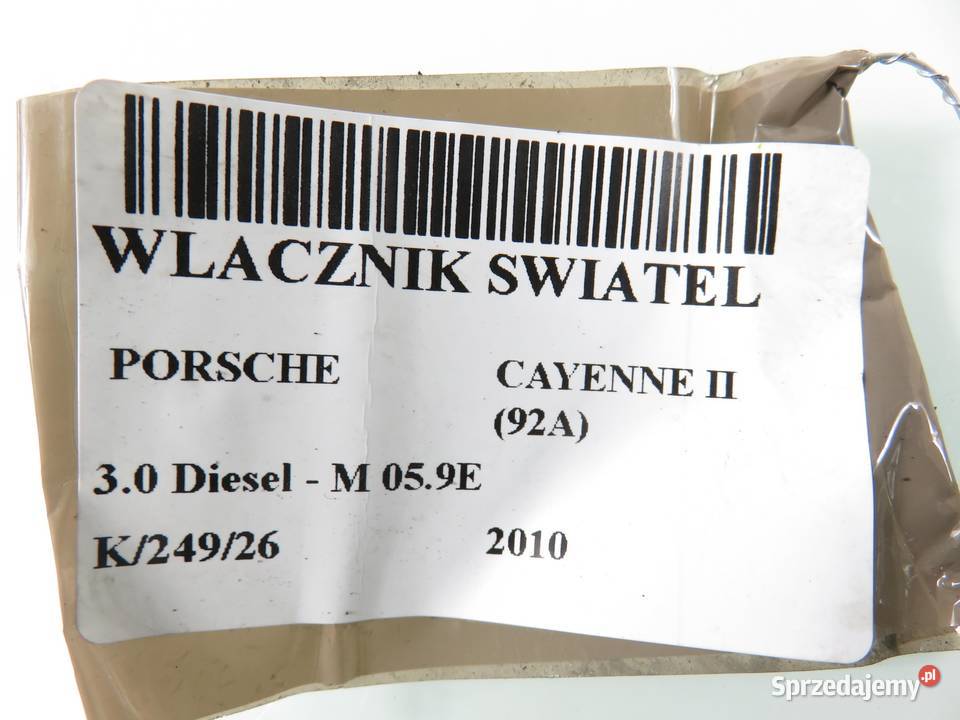 WLACZNIK SWIATEL
PORSCHE CAYENNE II
(92A)
3.0 Diesel - M 05.9E
K/249/26 2010
Sprzedajemy.pl